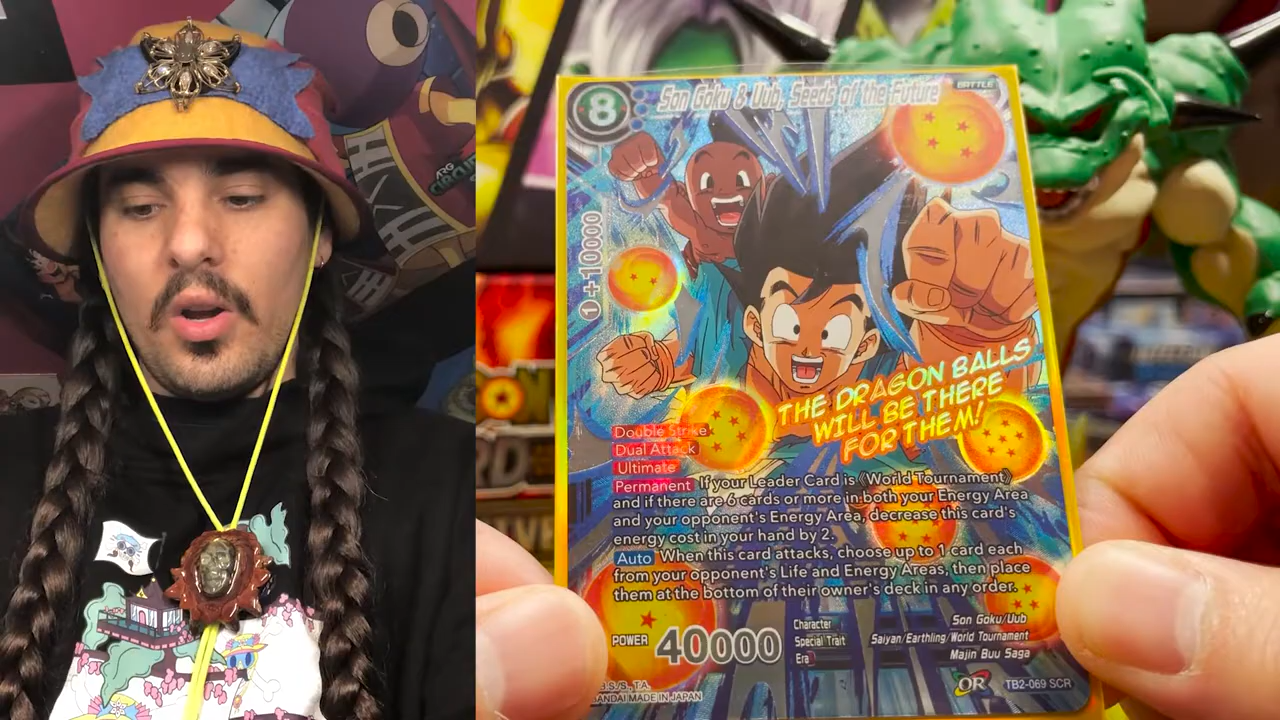 8
Son Goku & Uub, Seeds of the Future
BATTLE
1 +10000
THE DRAGON BALLS
WILL BE THERE
FOR THEM!
Double Strike
Dual Attack
Ultimate
Permanent If your Leader Card is 《World Tournament》
and if there are 6 cards or more in both your Energy Area
and your opponent's Energy Area, decrease this card's
energy cost in your hand by 2.
Auto When this card attacks, choose up to 1 card each
from your opponent's Life and Energy Areas, then place
them at the bottom of their owner's deck in any order.
POWER 40000
Character Son Goku/Uub
Special Trait Saiyan/Earthling/World Tournament
Era Majin Buu Saga
B.S./S., T.A.
BANDAI MADE IN JAPAN
OR TB2-069 SCR
ARG
CIRCUIT